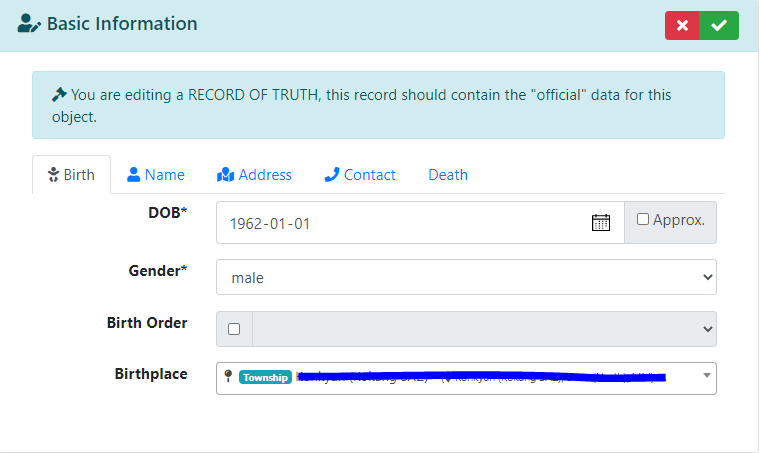 Basic Information
You are editing a RECORD OF TRUTH, this record should contain the "official" data for this
object.
Birth Name Address Contact Death
DOB* 1962-01-01 Approx.
Gender* male
Birth Order
Birthplace Township